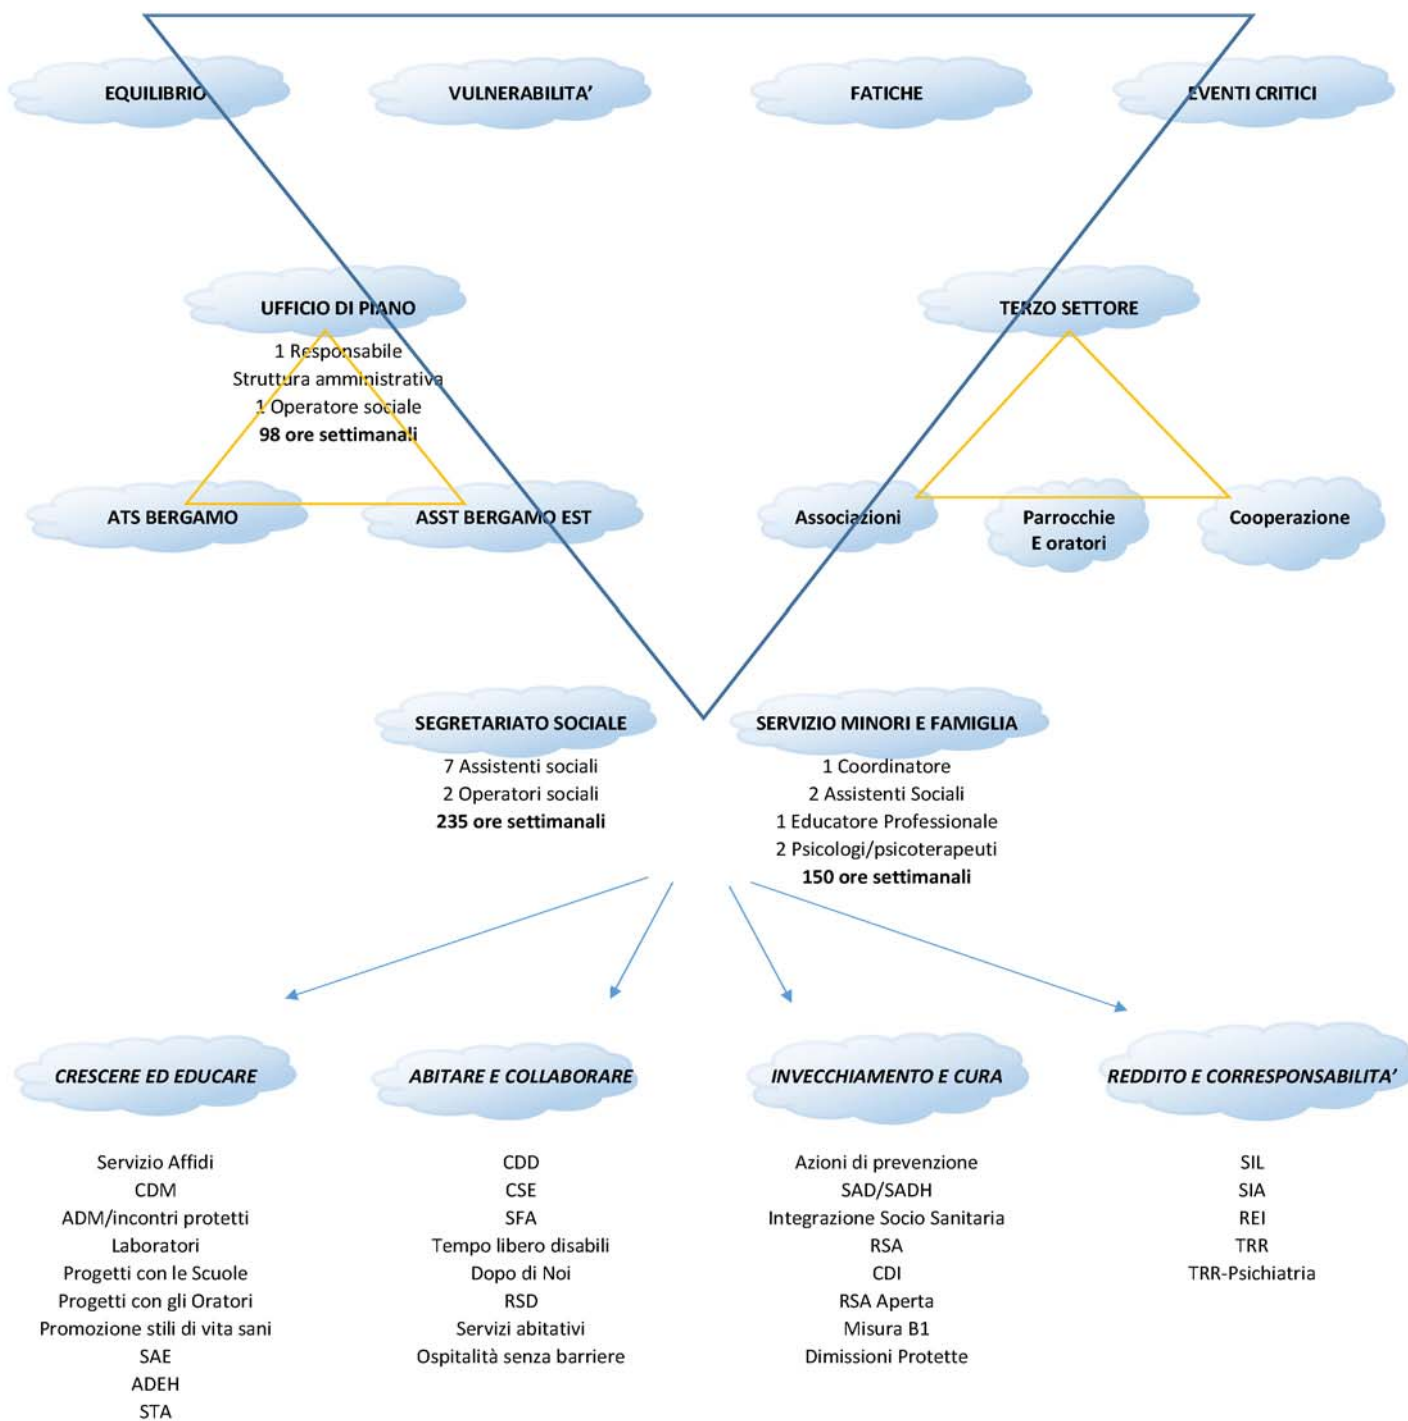 EQUILIBRIO
VULNERABILITA’
FATICHE
EVENTI CRITICI
UFFICIO DI PIANO
1 Responsabile
Struttura amministrativa
1 Operatore sociale
98 ore settimanali
TERZO SETTORE
ATS BERGAMO
ASST BERGAMO EST
Associazioni
Parrocchie
E oratori
Cooperazione
SEGRETARIATO SOCIALE
7 Assistenti sociali
2 Operatori sociali
235 ore settimanali
SERVIZIO MINORI E FAMIGLIA
1 Coordinatore
2 Assistenti Sociali
1 Educatore Professionale
2 Psicologi/psicoterapeuti
150 ore settimanali
CRESCERE ED EDUCARE
Servizio Affidi
CDM
ADM/incontri protetti
Laboratori
Progetti con le Scuole
Progetti con gli Oratori
Promozione stili di vita sani
SAE
ADEH
STA
ABITARE E COLLABORARE
CDD
CSE
SFA
Tempo libero disabili
Dopo di Noi
RSD
Servizi abitativi
Ospitalità senza barriere
INVECCHIAMENTO E CURA
Azioni di prevenzione
SAD/SADH
Integrazione Socio Sanitaria
RSA
CDI
RSA Aperta
Misura B1
Dimissioni Protette
REDDITO E CORRESPONSABILITA’
SIL
SIA
REI
TRR
TRR-Psichiatria